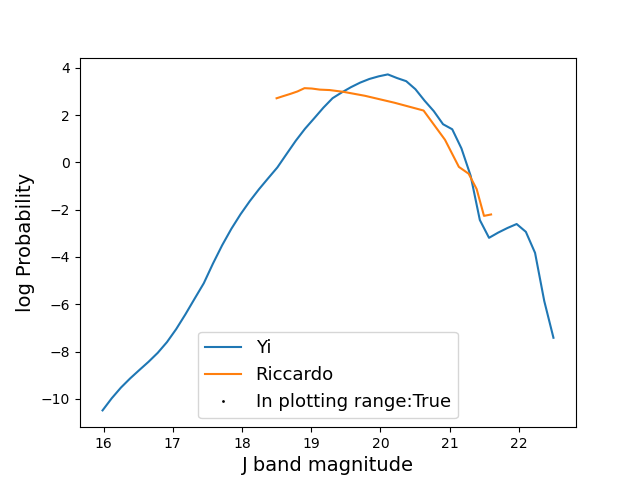 4
2
0
−2
−4
−6
−8
−10
log Probability
Yi
Riccardo
In plotting range:True
16 17 18 19 20 21 22
J band magnitude